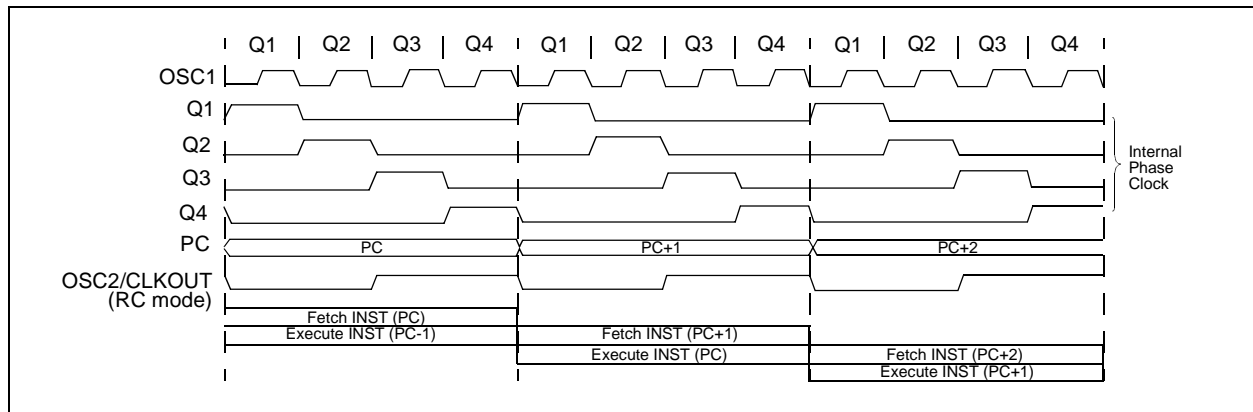 Q1 Q2 Q3 Q4 Q1 Q2 Q3 Q4 Q1 Q2 Q3 Q4
OSC1
Q1
Q2
Q3
Q4
PC
PC PC+1 PC+2
OSC2/CLKOUT
(RC mode)
Internal
Phase
Clock
Fetch INST (PC)
Execute INST (PC-1) Fetch INST (PC+1)
Execute INST (PC) Fetch INST (PC+2)
Execute INST (PC+1)